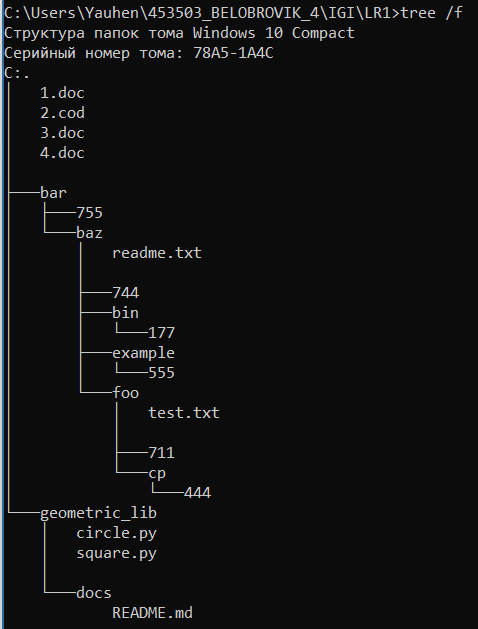 C:\Users\Yauhen\453503_BELOBROVIK_4\IGI\LR1>tree /f
Структура папок тома Windows 10 Compact
Серийный номер тома: 78A5-1A4C
C:.
│   1.doc
│   2.cod
│   3.doc
│   4.doc
│
├───bar
│   ├───755
│   └───baz
│       │   readme.txt
│       │
│       ├───744
│       ├───bin
│       │   └───177
│       ├───example
│       │   └───555
│       └───foo
│           │   test.txt
│           │
│           ├───711
│           └───cp
│               └───444
└───geometric_lib
    │   circle.py
    │   square.py
    │
    └───docs
            README.md